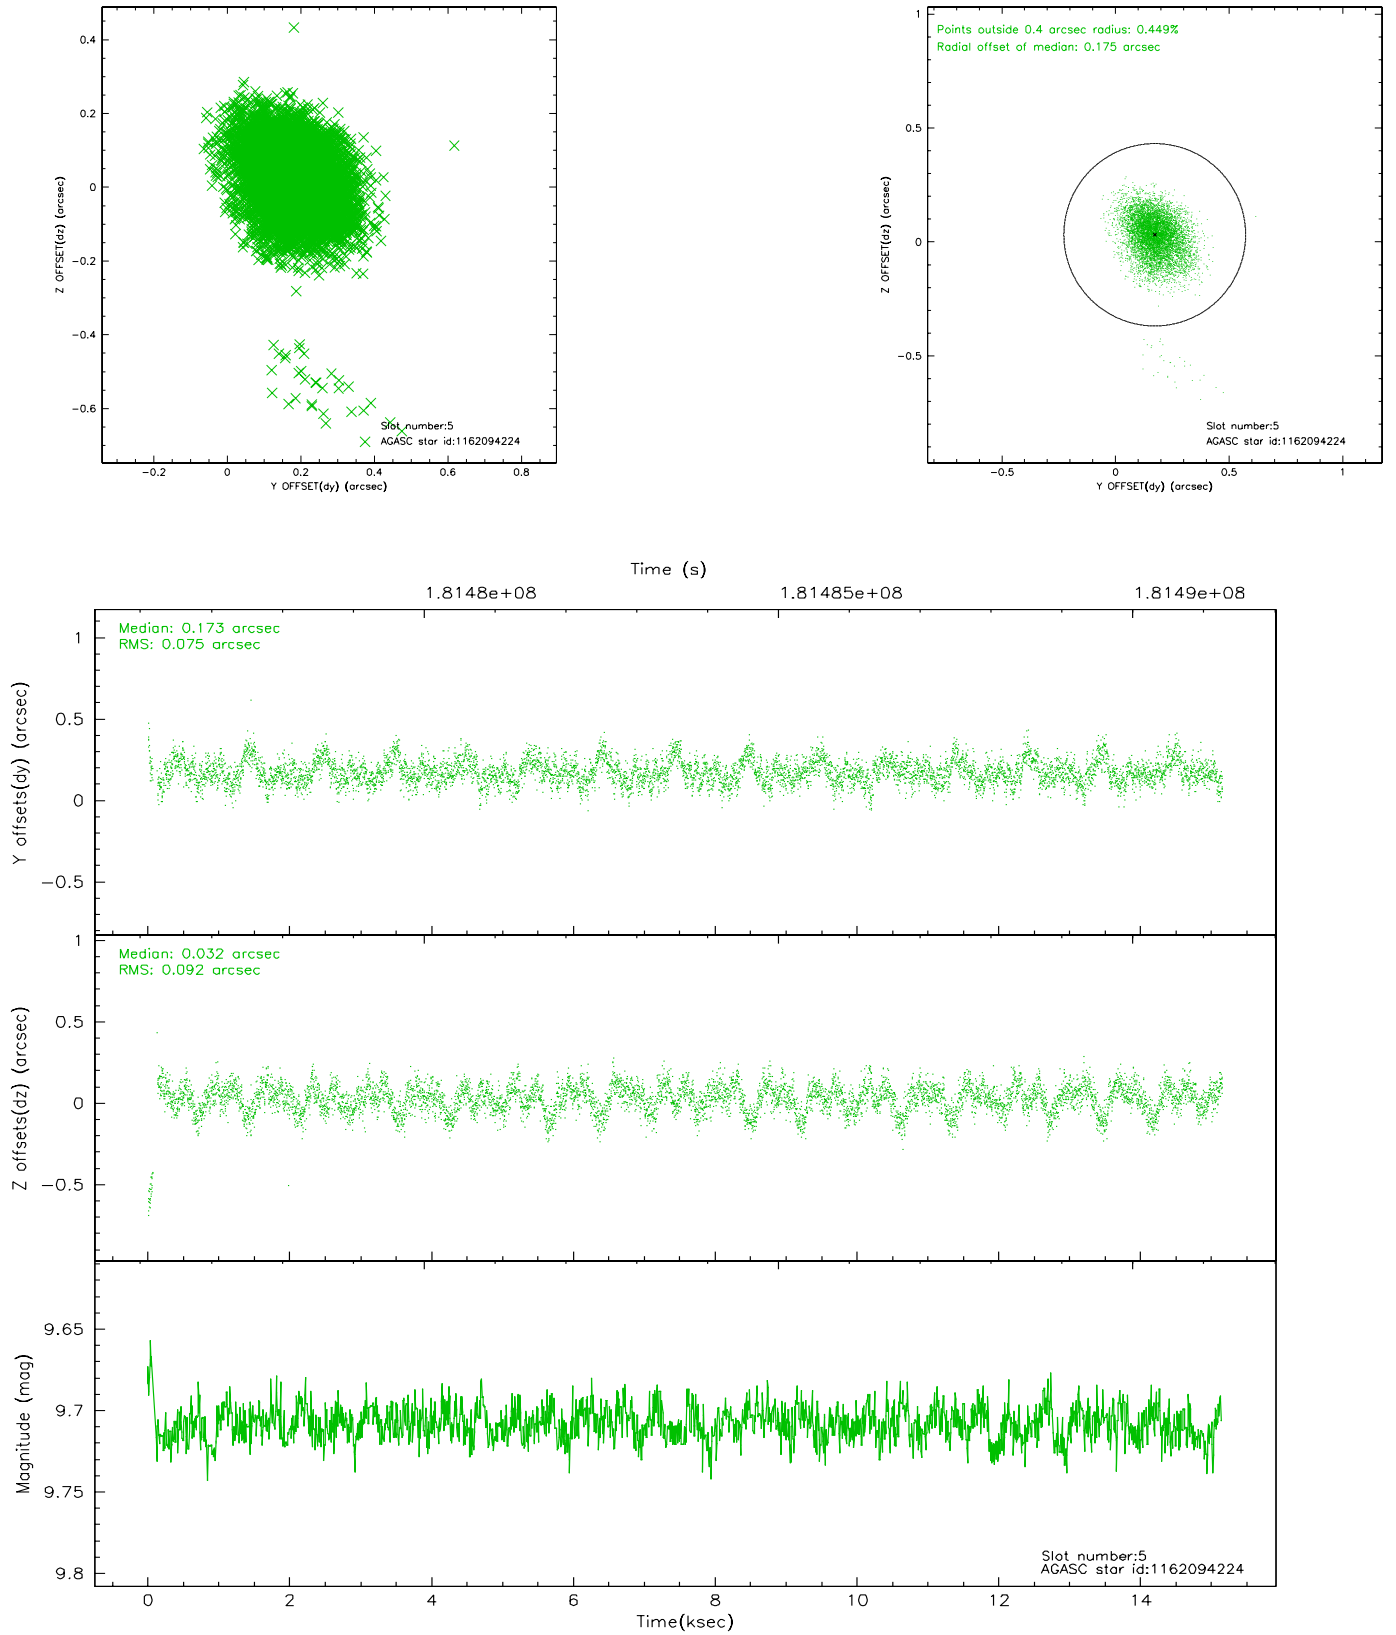 0.4
0.2
0
−0.2
−0.4
−0.6
Z OFFSET(dz) (arcsec)
Slot number:5
AGASC star id:1162094224
−0.2
0
0.2
0.4
0.6
0.8
Y OFFSET(dy) (arcsec)
Points outside 0.4 arcsec radius: 0.449%
Radial offset of median: 0.175 arcsec
1
0.5
0
−0.5
Z OFFSET(dz) (arcsec)
Slot number:5
AGASC star id:1162094224
−0.5
0
0.5
1
Y OFFSET(dy) (arcsec)
Time (s)
1.8148e+08
1.81485e+08
1.8149e+08
Median: 0.173 arcsec
RMS: 0.075 arcsec
1
0.5
0
−0.5
Y offsets(dy) (arcsec)
Median: 0.032 arcsec
RMS: 0.092 arcsec
1
0.5
0
−0.5
Z offsets(dz) (arcsec)
9.65
9.7
9.75
9.8
Magnitude (mag)
Slot number:5
AGASC star id:1162094224
0
2
4
6
8
10
12
14
Time(ksec)